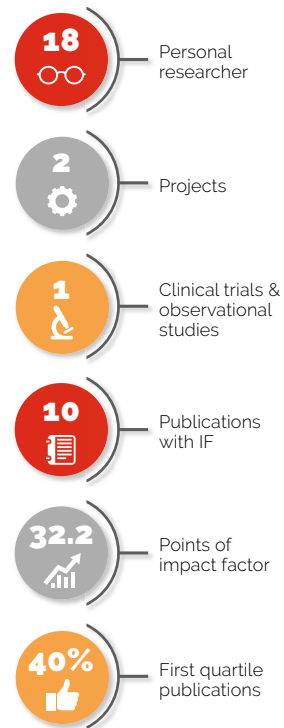 18
Personal
researcher
2
Projects
1
Clinical trials &
observational
studies
10
Publications
with IF
32.2
Points of
impact factor
40%
First quartile
publications